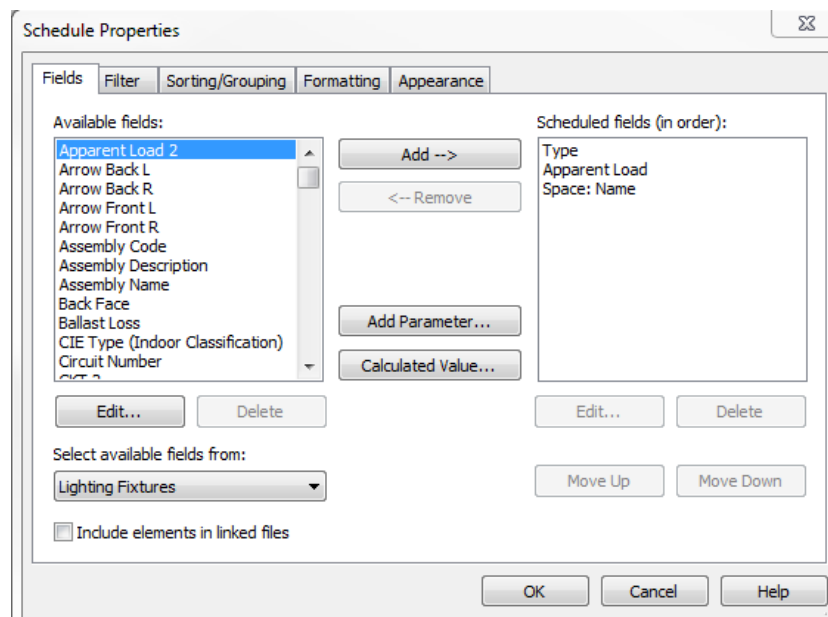 Schedule Properties
Fields
Filter
Sorting/Grouping
Formatting
Appearance
Available fields:
Apparent Load 2
Arrow Back L
Arrow Back R
Arrow Front L
Arrow Front R
Assembly Code
Assembly Description
Assembly Name
Back Face
Ballast Loss
CIE Type (Indoor Classification)
Circuit Number
Edit...
Delete
Select available fields from:
Lighting Fixtures
Include elements in linked files
Add -->
<-- Remove
Add Parameter...
Calculated Value...
Scheduled fields (in order):
Type
Apparent Load
Space: Name
Edit...
Delete
Move Up
Move Down
OK
Cancel
Help